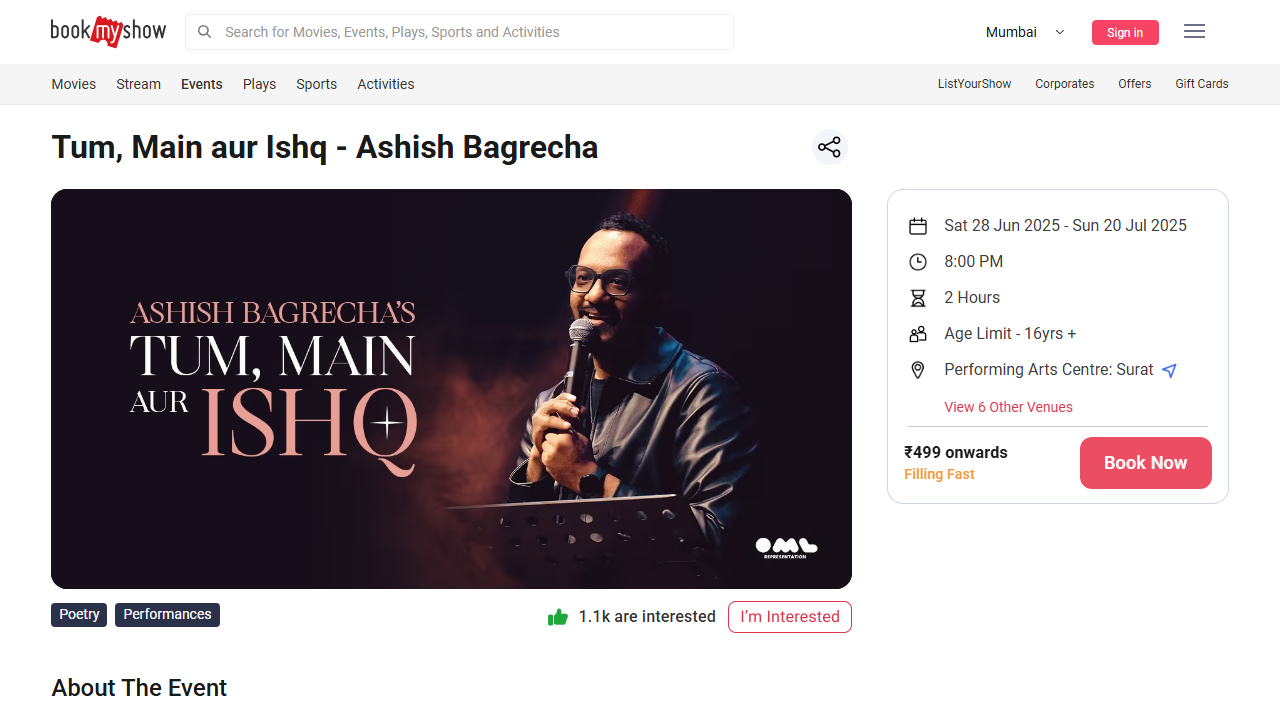 bookmyshow
Search for Movies, Events, Plays, Sports and Activities
Mumbai
Sign in
Movies Stream Events Plays Sports Activities
ListYourShow Corporates Offers Gift Cards
Tum, Main aur Ishq - Ashish Bagrecha
ASHISH BAGRECHA'S
TUM, MAIN
AUR ISHQ
OML
REPRESENTATION
Sat 28 Jun 2025 - Sun 20 Jul 2025
8:00 PM
2 Hours
Age Limit - 16yrs +
Performing Arts Centre: Surat
View 6 Other Venues
₹499 onwards
Filling Fast
Book Now
Poetry
Performances
1.1k are interested
I’m Interested
About The Event